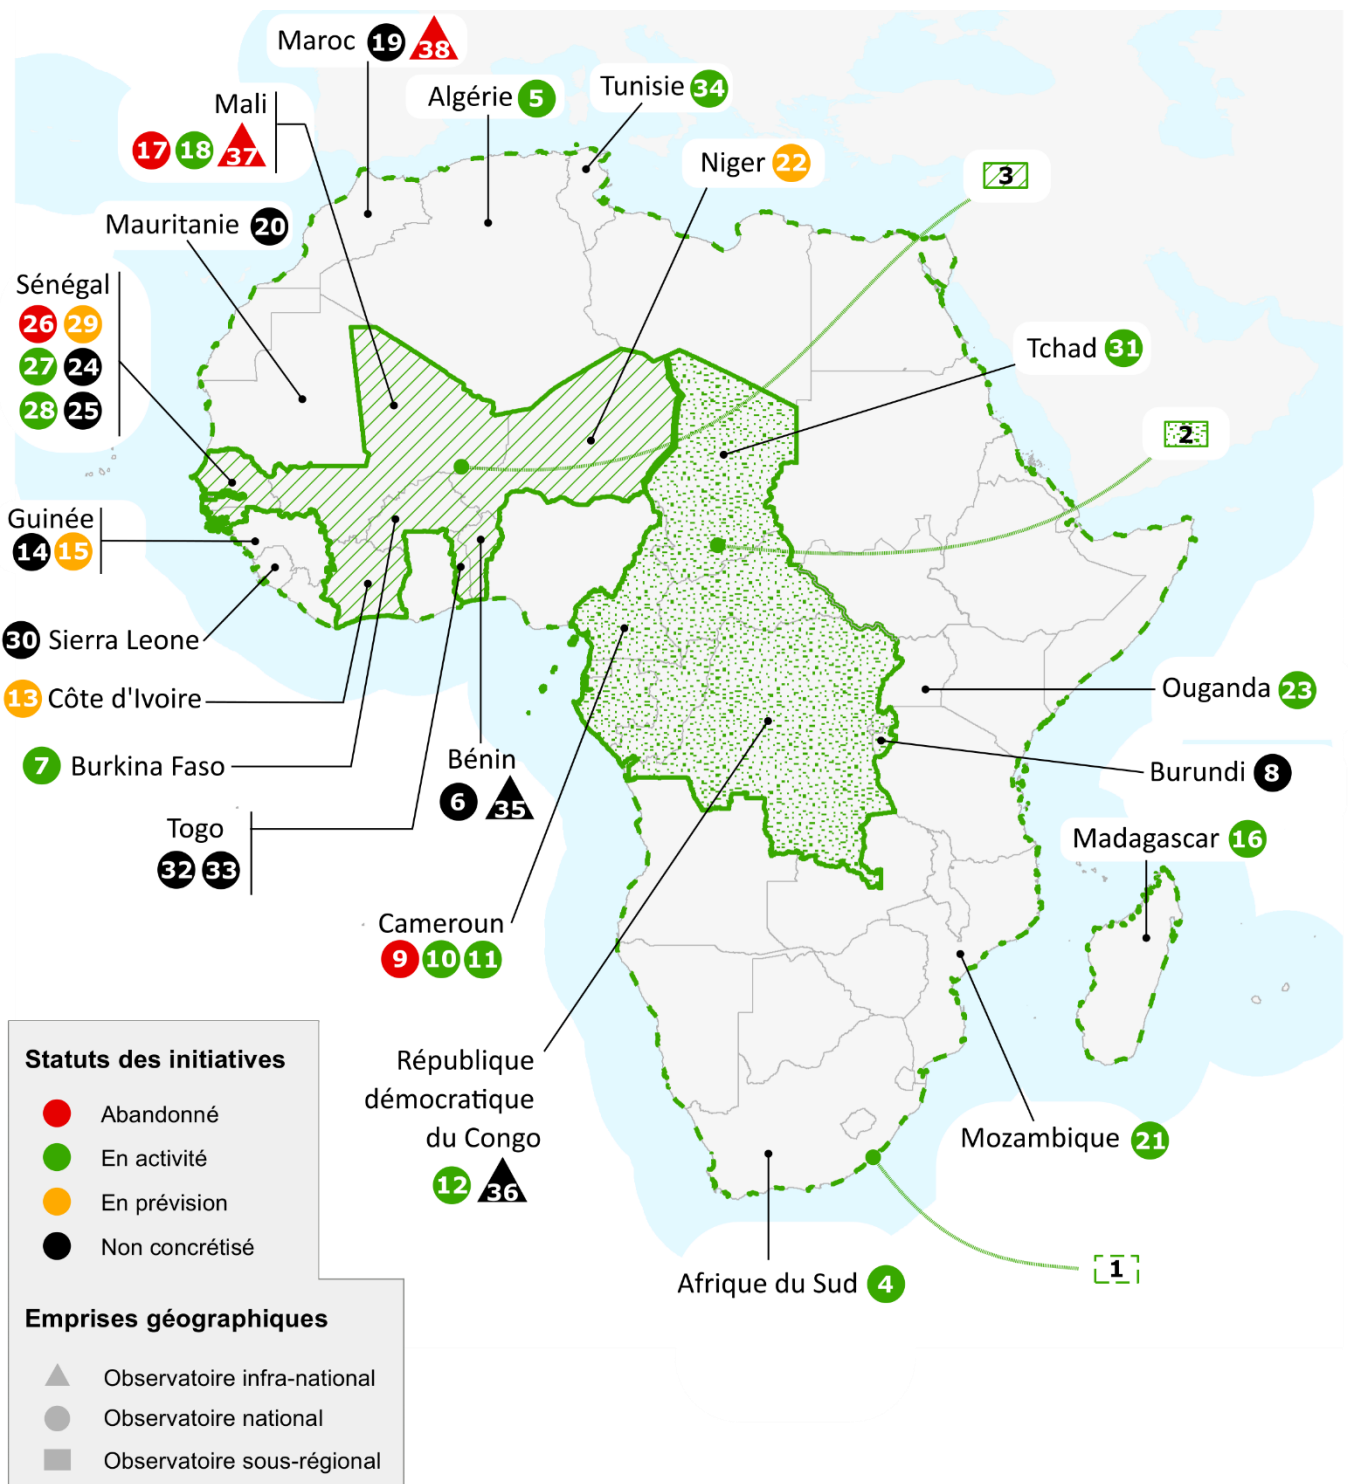 Maroc 19 38
Mali
17 18 37
Algérie 5
Tunisie 34
Niger 22
3
Mauritanie 20
Sénégal
26 29
27 24
28 25
Tchad 31
2
Guinée
14 15
30 Sierra Leone
13 Côte d'Ivoire
7 Burkina Faso
Togo
32 33
Bénin
6 35
Ouganda 23
Burundi 8
Madagascar 16
Cameroun
9 10 11
République
démocratique
du Congo
12 36
Mozambique 21
Afrique du Sud 4
1
Statuts des initiatives
Abandonné
En activité
En prévision
Non concrétisé
Emprises géographiques
Observatoire infra-national
Observatoire national
Observatoire sous-régional